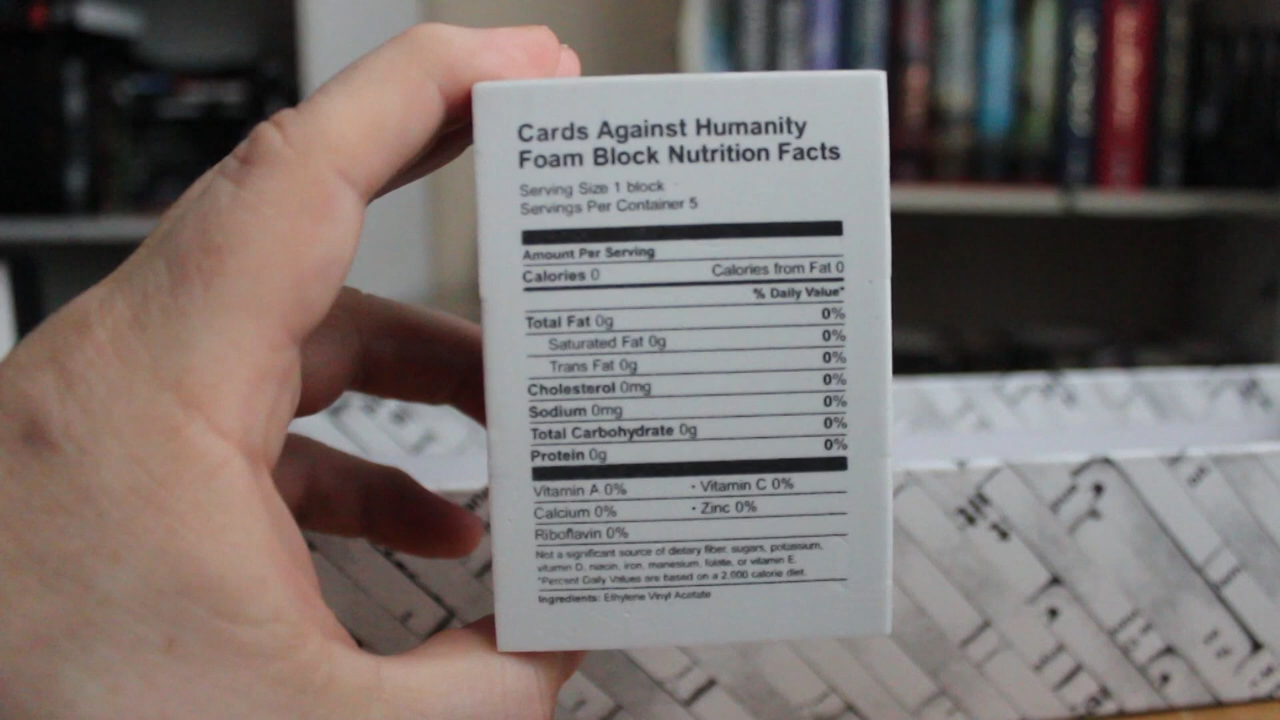 Cards Against Humanity
Foam Block Nutrition Facts
Serving Size 1 block
Servings Per Container 5
Amount Per Serving
Calories 0 Calories from Fat 0
% Daily Value*
Total Fat 0g 0%
Saturated Fat 0g 0%
Trans Fat 0g 0%
Cholesterol 0mg 0%
Sodium 0mg 0%
Total Carbohydrate 0g 0%
Protein 0g 0%
Vitamin A 0% • Vitamin C 0%
Calcium 0% • Zinc 0%
Riboflavin 0%
Not a significant source of dietary fiber, sugars, potassium,
vitamin D, niacin, iron, manesium, folate, or vitamin E.
*Percent Daily Values are based on a 2,000 calorie diet.
Ingredients: Ethylene Vinyl Acetate